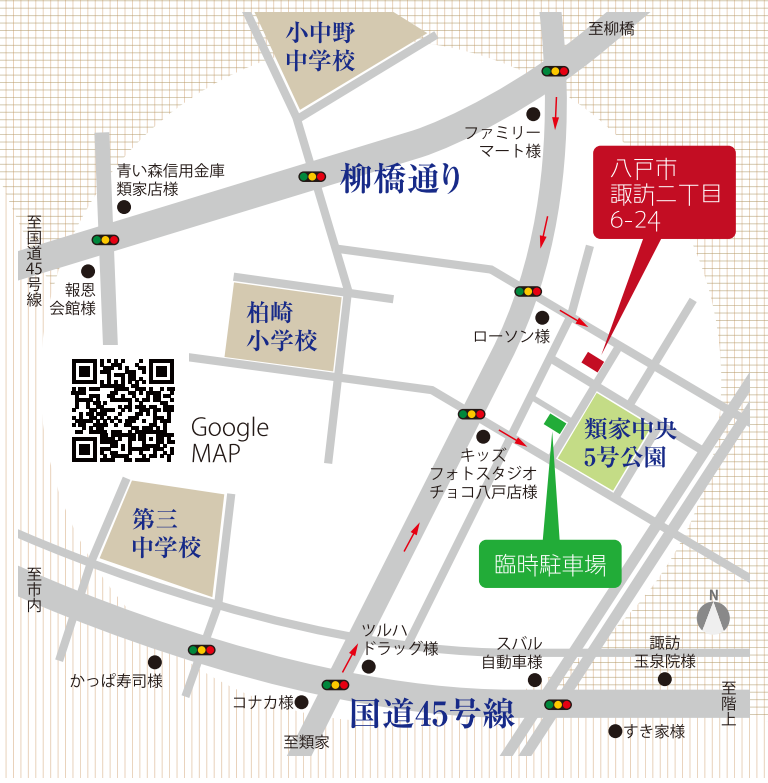 小中野
中学校
至柳橋
ファミリー
マート様
青い森信用金庫
類家店様
柳橋通り
八戸市
諏訪二丁目
6-24
至国道45号線
報恩
会館様
柏崎
小学校
ローソン様
Google
MAP
類家中央
5号公園
キッズ
フォトスタジオ
チョコ八戸店様
第三
中学校
臨時駐車場
至市内
N
ツルハ
ドラッグ様
スバル
自動車様
諏訪
玉泉院様
かっぱ寿司様
コナカ様
国道45号線
至階上
すき家様
至類家